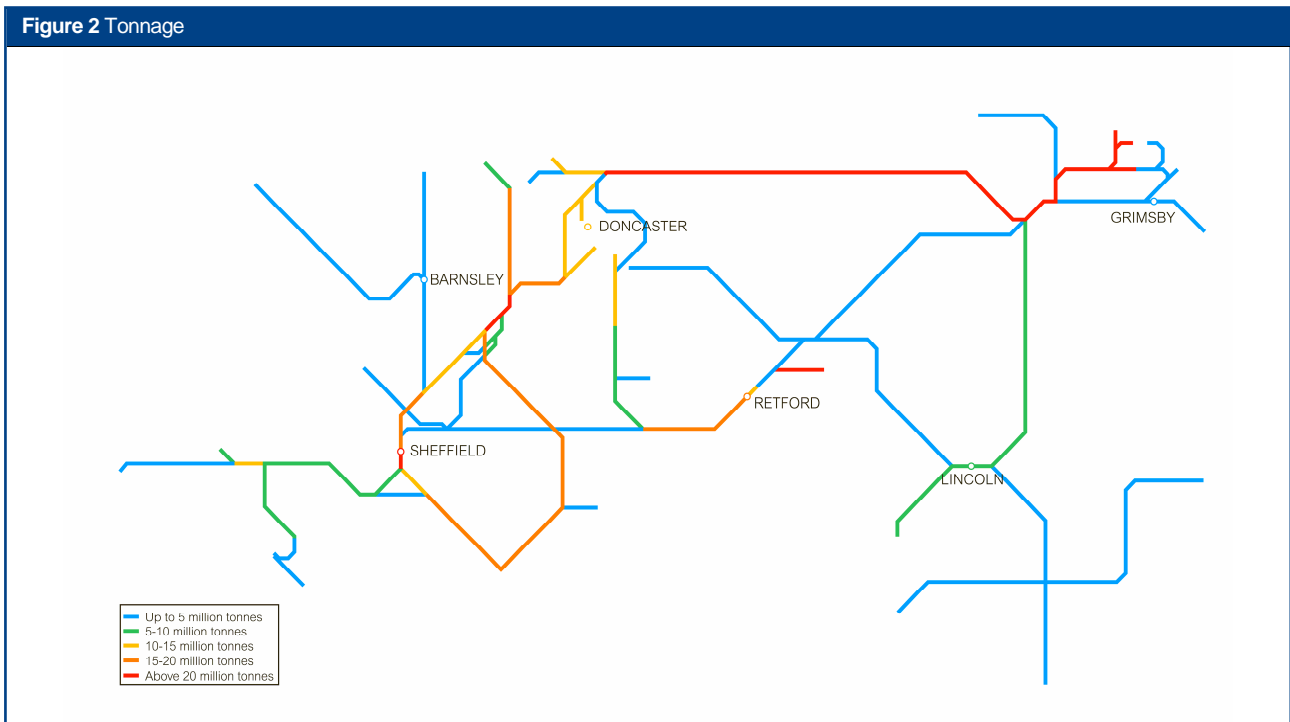 Figure 2 Tonnage
GRIMSBY
DONCASTER
BARNSLEY
RETFORD
SHEFFIELD
LINCOLN
Up to 5 million tonnes
5-10 million tonnes
10-15 million tonnes
15-20 million tonnes
Above 20 million tonnes